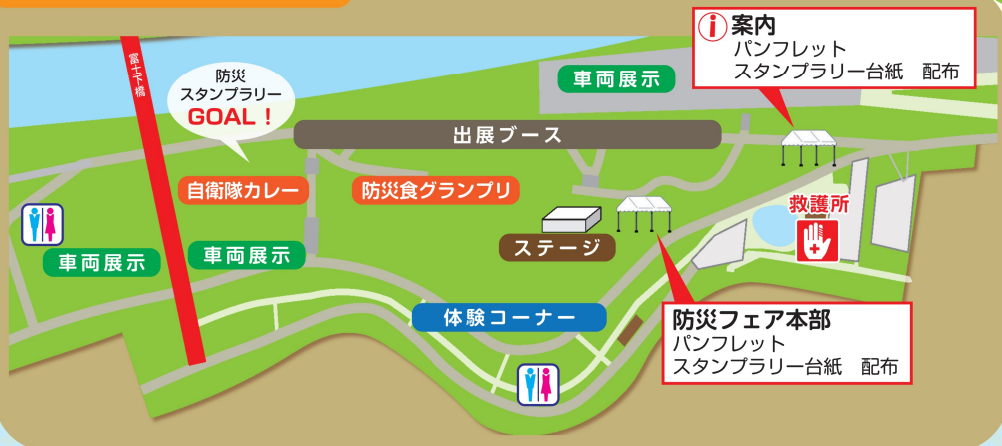 i 案内
パンフレット
スタンプラリー台紙　配布
富士下橋
防災
スタンプラリー
GOAL！
車両展示
出展ブース
自衛隊カレー
防災食グランプリ
救護所
ステージ
車両展示
車両展示
体験コーナー
防災フェア本部
パンフレット
スタンプラリー台紙　配布